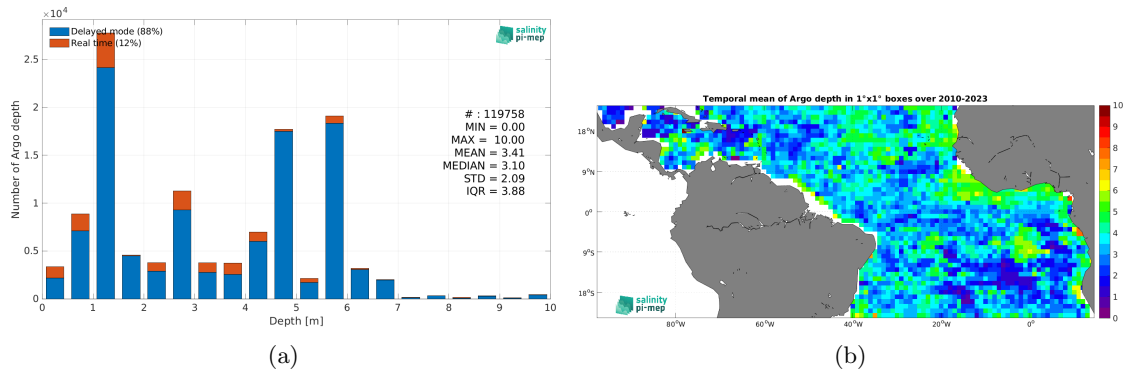 ×10⁴
Delayed mode (88%)
Real time (12%)
salinity
pi-mep
# : 119758
MIN = 0.00
MAX = 10.00
MEAN = 3.41
MEDIAN = 3.10
STD = 2.09
IQR = 3.88
Number of Argo depth
2.5
2
1.5
1
0.5
0
0 1 2 3 4 5 6 7 8 9 10
Depth [m]
(a)
Temporal mean of Argo depth in 1°x1° boxes over 2010-2023
18°N
9°N
0°
9°S
18°S
80°W 60°W 40°W 20°W 0°
10
9
8
7
6
5
4
3
2
1
0
salinity
pi-mep
(b)